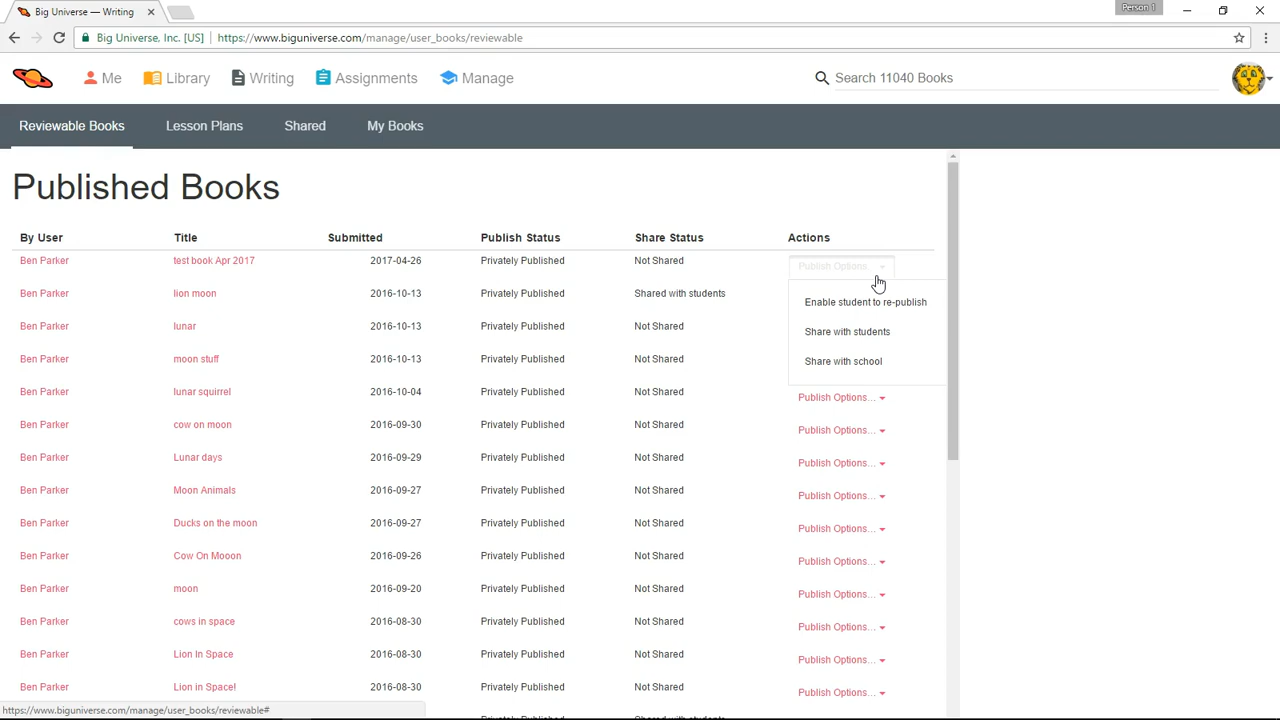 Big Universe — Writing
Person 1
Big Universe, Inc. [US] https://www.biguniverse.com/manage/user_books/reviewable
Me Library Writing Assignments Manage Search 11040 Books
Reviewable Books Lesson Plans Shared My Books
Published Books
By User Title Submitted Publish Status Share Status Actions
Ben Parker test book Apr 2017 2017-04-26 Privately Published Not Shared Publish Options...
Ben Parker lion moon 2016-10-13 Privately Published Shared with students Enable student to re-publish
Ben Parker lunar 2016-10-13 Privately Published Not Shared Share with students
Ben Parker moon stuff 2016-10-13 Privately Published Not Shared Share with school
Ben Parker lunar squirrel 2016-10-04 Privately Published Not Shared Publish Options...
Ben Parker cow on moon 2016-09-30 Privately Published Not Shared Publish Options...
Ben Parker Lunar days 2016-09-29 Privately Published Not Shared Publish Options...
Ben Parker Moon Animals 2016-09-27 Privately Published Not Shared Publish Options...
Ben Parker Ducks on the moon 2016-09-27 Privately Published Not Shared Publish Options...
Ben Parker Cow On Mooon 2016-09-26 Privately Published Not Shared Publish Options...
Ben Parker moon 2016-09-20 Privately Published Not Shared Publish Options...
Ben Parker cows in space 2016-08-30 Privately Published Not Shared Publish Options...
Ben Parker Lion In Space 2016-08-30 Privately Published Not Shared Publish Options...
Ben Parker Lion in Space! 2016-08-30 Privately Published Not Shared Publish Options...
https://www.biguniverse.com/manage/user_books/reviewable#